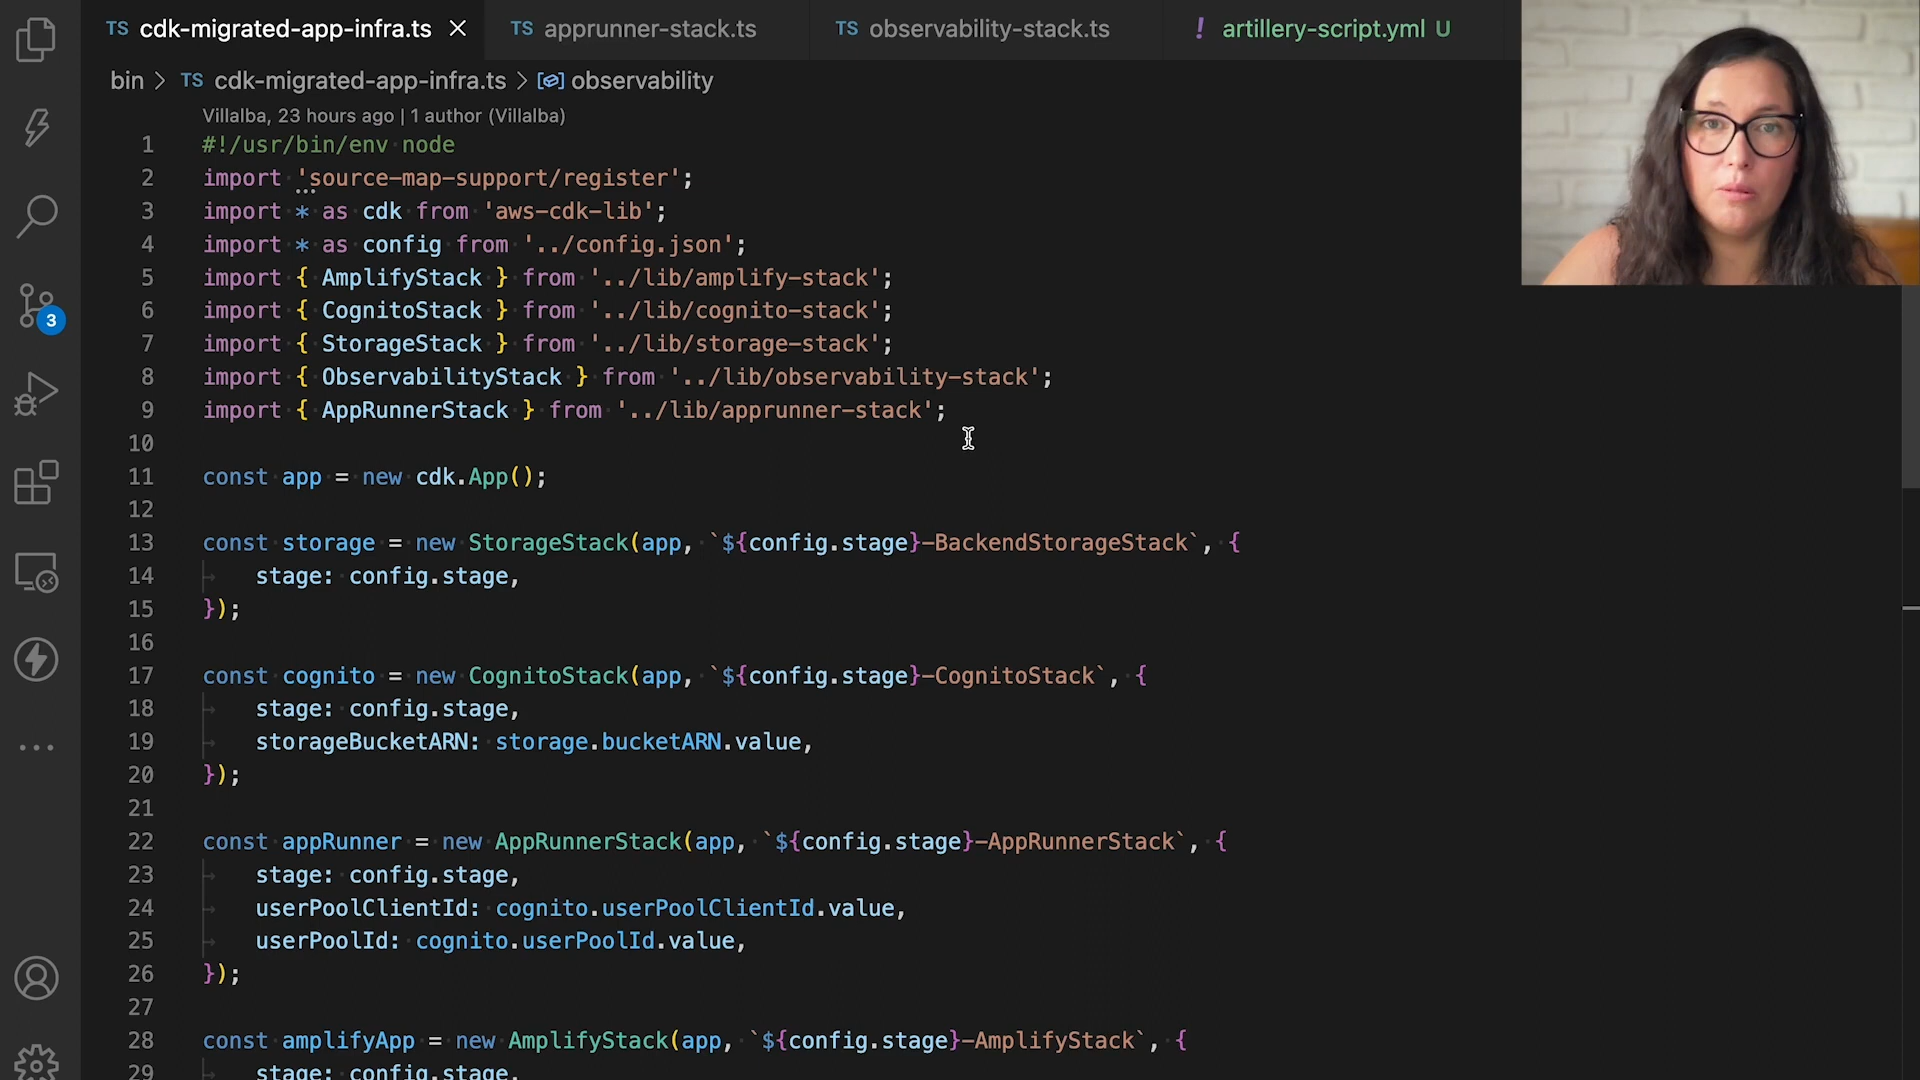 TS cdk-migrated-app-infra.ts TS apprunner-stack.ts TS observability-stack.ts ! artillery-script.yml U
bin > TS cdk-migrated-app-infra.ts > observability
Villalba, 23 hours ago | 1 author (Villalba)
1 #!/usr/bin/env node
2 import 'source-map-support/register';
3 import * as cdk from 'aws-cdk-lib';
4 import * as config from '../config.json';
5 import { AmplifyStack } from '../lib/amplify-stack';
6 import { CognitoStack } from '../lib/cognito-stack';
7 import { StorageStack } from '../lib/storage-stack';
8 import { ObservabilityStack } from '../lib/observability-stack';
9 import { AppRunnerStack } from '../lib/apprunner-stack';
10
11 const app = new cdk.App();
12
13 const storage = new StorageStack(app, `${config.stage}-BackendStorageStack`, {
14 stage: config.stage,
15 });
16
17 const cognito = new CognitoStack(app, `${config.stage}-CognitoStack`, {
18 stage: config.stage,
19 storageBucketARN: storage.bucketARN.value,
20 });
21
22 const appRunner = new AppRunnerStack(app, `${config.stage}-AppRunnerStack`, {
23 stage: config.stage,
24 userPoolClientId: cognito.userPoolClientId.value,
25 userPoolId: cognito.userPoolId.value,
26 });
27
28 const amplifyApp = new AmplifyStack(app, `${config.stage}-AmplifyStack`, {
29 stage: config.stage,
3